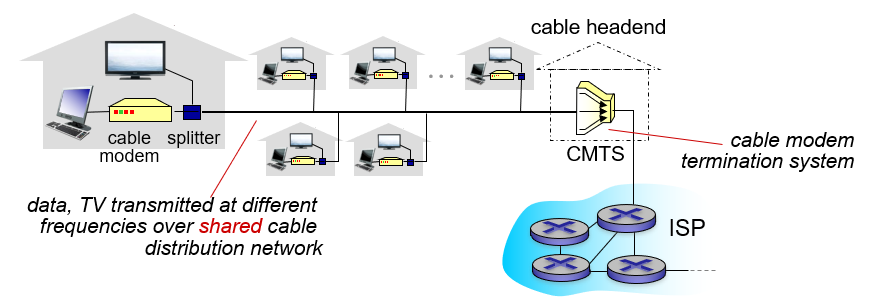 cable headend
cable
modem
splitter
CMTS
cable modem
termination system
data, TV transmitted at different
frequencies over shared cable
distribution network
ISP